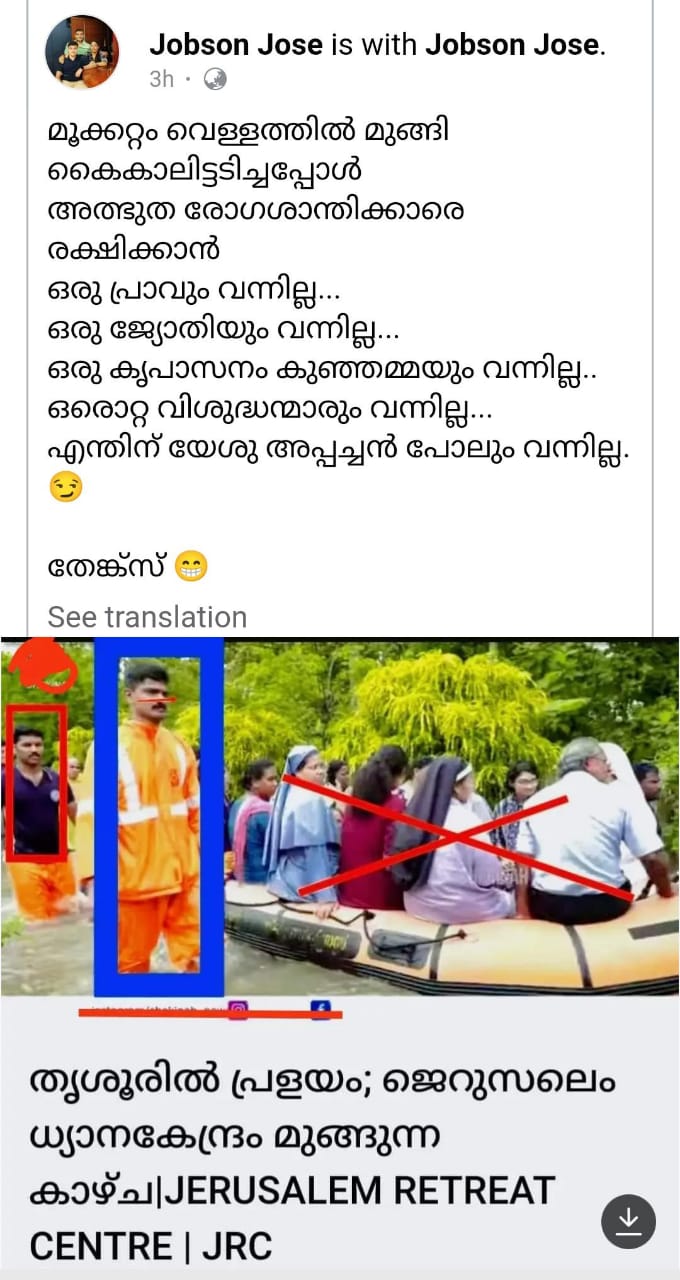 Jobson Jose is with Jobson Jose.
3h ·
മൂക്കറ്റം വെള്ളത്തിൽ മുങ്ങി
കൈകാലിട്ടടിച്ചപ്പോൾ
അത്ഭുത രോഗശാന്തിക്കാരെ
രക്ഷിക്കാൻ
ഒരു പ്രാവും വന്നില്ല...
ഒരു ജ്യോതിയും വന്നില്ല...
ഒരു കൃപാസനം കുഞ്ഞമ്മയും വന്നില്ല..
ഒരൊറ്റ വിശുദ്ധന്മാരും വന്നില്ല...
എന്തിന് യേശു അപ്പച്ചൻ പോലും വന്നില്ല.
😏
തേങ്ക്സ് 😁
See translation
തൃശൂരിൽ പ്രളയം; ജെറുസലെം
ധ്യാനകേന്ദ്രം മുങ്ങുന്ന
കാഴ്ച|JERUSALEM RETREAT
CENTRE | JRC